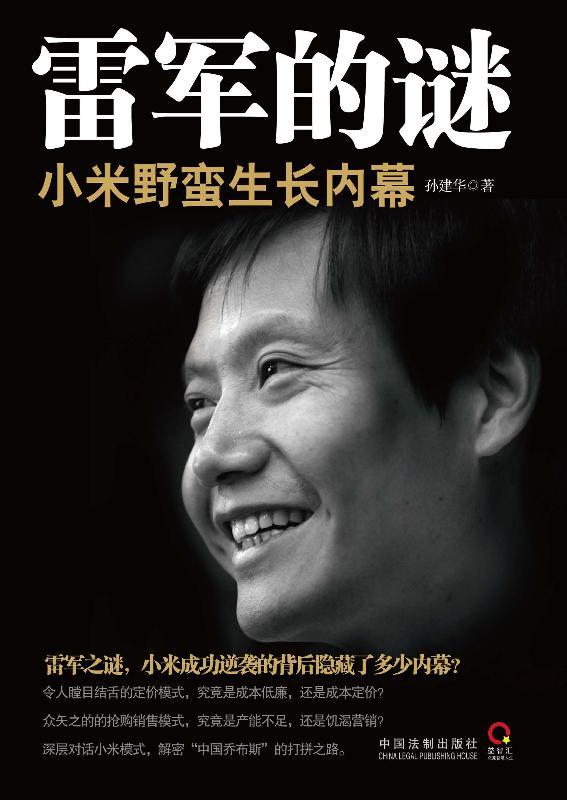 雷军的谜
小米野蛮生长内幕 孙建华◎著
雷军之谜,小米成功逆袭的背后隐藏了多少内幕?
令人瞠目结舌的定价模式,究竟是成本低廉,还是成本定价?
众矢之的的抢购销售模式,究竟是产能不足,还是饥渴营销?
深层对话小米模式,解密“中国乔布斯”的打拼之路。
中国法制出版社
CHINA LEGAL PUBLISHING HOUSE
益智汇